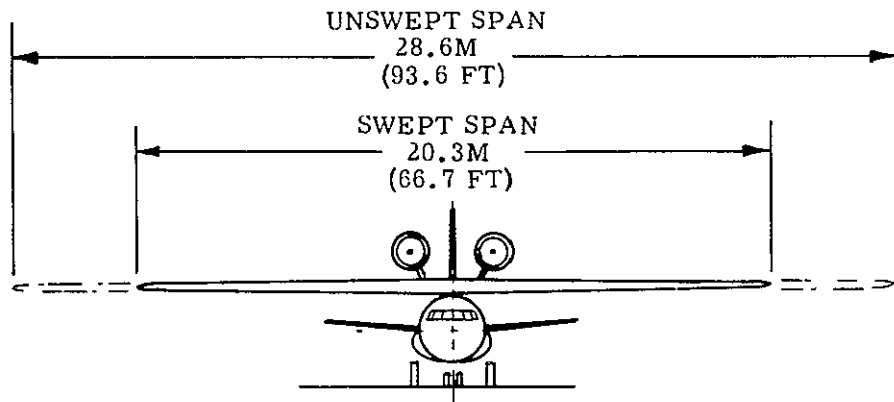 UNSWEPT SPAN
28.6M
(93.6 FT)
SWEPT SPAN
20.3M
(66.7 FT)